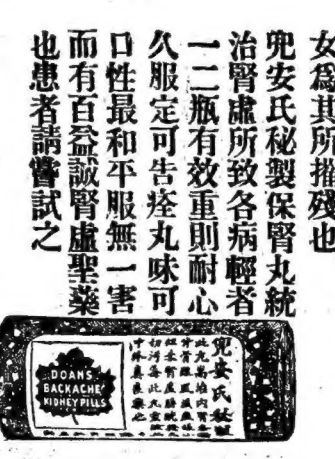 女爲其所摧殘也
兜安氏秘製保腎丸統
治腎虛所致各病輕者
一二瓶有效重則耐心
久服定可告痊丸味可
口性最和平服無一害
而有百益誠腎虛聖藥
也患者請嘗試之
兜安氏秘製
DOANS
BACKACHE
KIDNEY PILLS